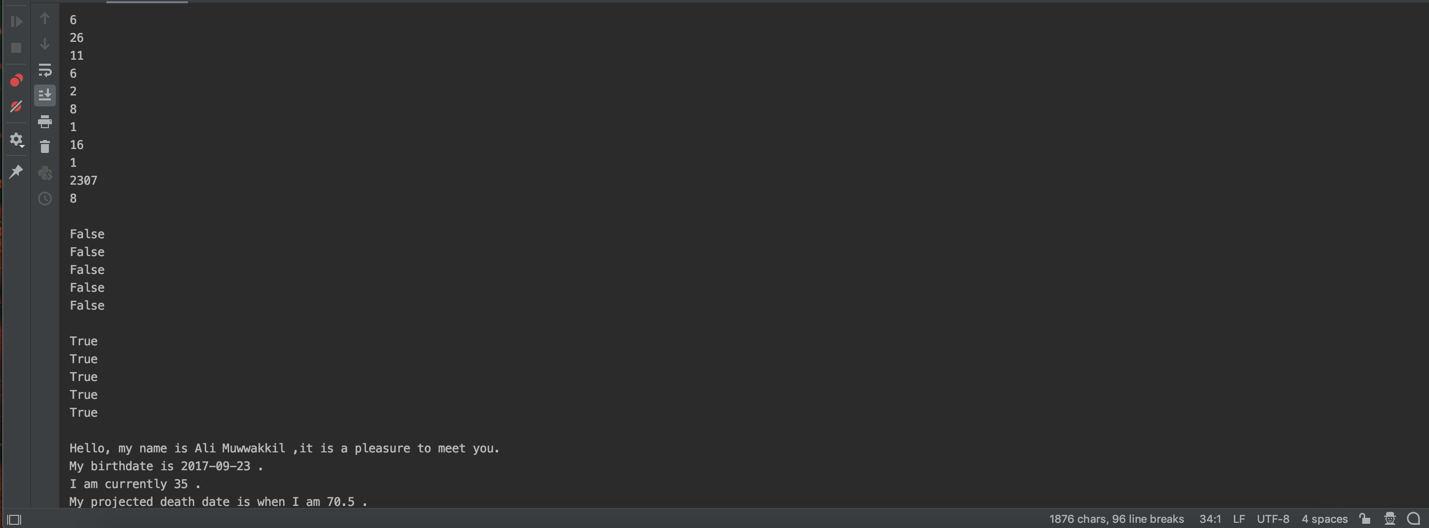 6
26
11
6
2
8
1
16
1
2307
8
False
False
False
False
False
True
True
True
True
True
Hello, my name is Ali Muwwakkil ,it is a pleasure to meet you.
My birthdate is 2017-09-23 .
I am currently 35 .
My projected death date is when I am 70.5 .
1876 chars, 96 line breaks 34:1 LF UTF-8 4 spaces